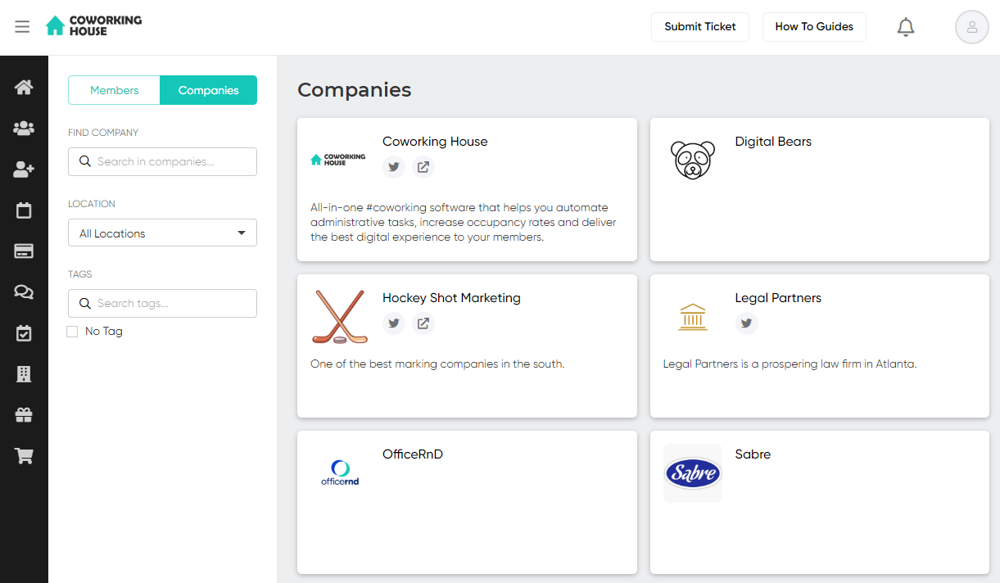 COWORKING
HOUSE
Submit Ticket
How To Guides
Members
Companies
FIND COMPANY
Search in companies...
LOCATION
All Locations
TAGS
Search tags...
No Tag
Companies
COWORKING
HOUSE
Coworking House
All-in-one #coworking software that helps you automate
administrative tasks, increase occupancy rates and deliver
the best digital experience to your members.
Digital Bears
Hockey Shot Marketing
One of the best marking companies in the south.
Legal Partners
Legal Partners is a prospering law firm in Atlanta.
officernd
OfficeRnD
Sabre
Sabre